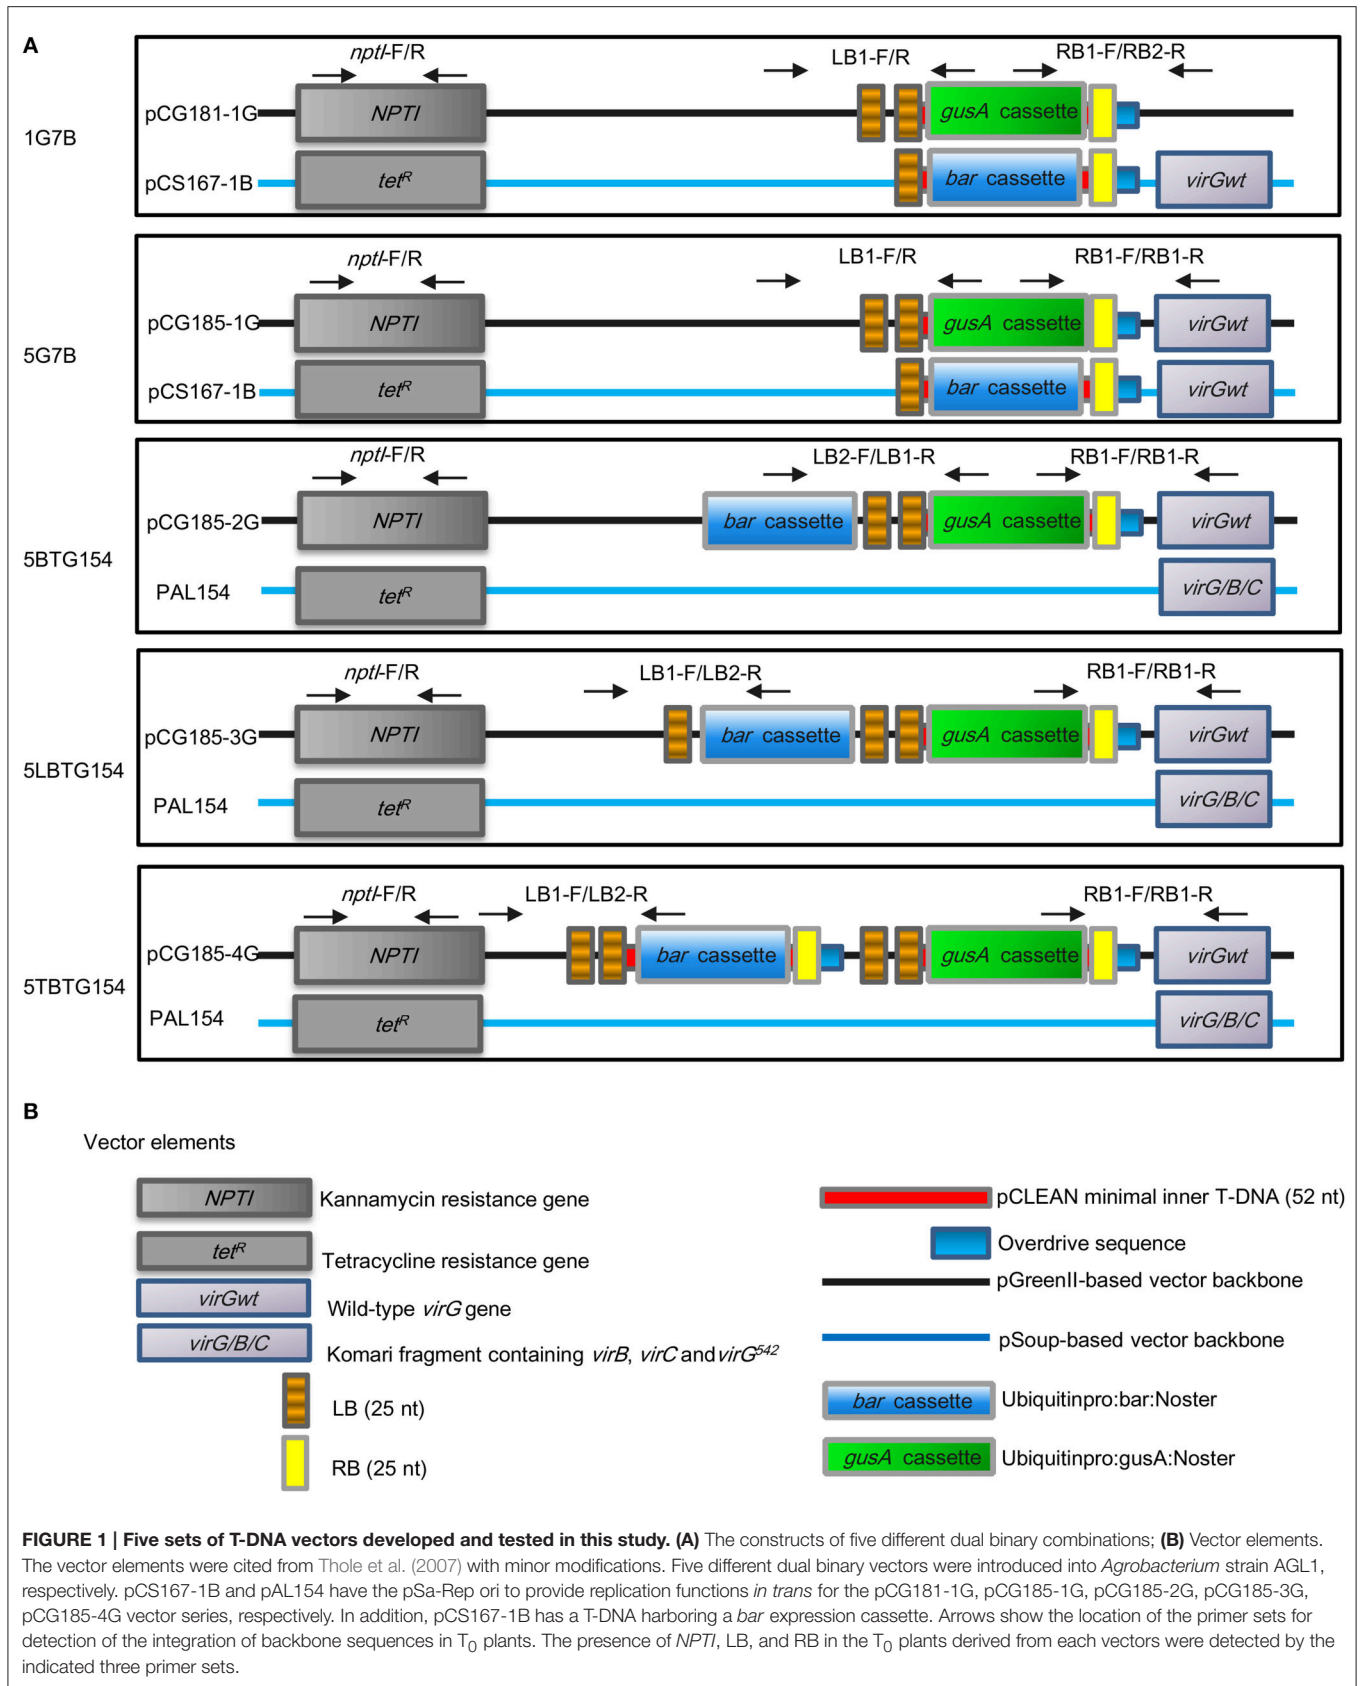 A
nptI-F/R
LB1-F/R
RB1-F/RB2-R
1G7B
pCG181-1G
NPTI
gusA cassette
pCS167-1B
tetR
bar cassette
virGwt
nptI-F/R
LB1-F/R
RB1-F/RB1-R
5G7B
pCG185-1G
NPTI
gusA cassette
virGwt
pCS167-1B
tetR
bar cassette
virGwt
nptI-F/R
LB2-F/LB1-R
RB1-F/RB1-R
5BTG154
pCG185-2G
NPTI
bar cassette
gusA cassette
virGwt
PAL154
tetR
virG/B/C
nptI-F/R
LB1-F/LB2-R
RB1-F/RB1-R
5LBTG154
pCG185-3G
NPTI
bar cassette
gusA cassette
virGwt
PAL154
tetR
virG/B/C
nptI-F/R
LB1-F/LB2-R
RB1-F/RB1-R
5TBTG154
pCG185-4G
NPTI
bar cassette
gusA cassette
virGwt
PAL154
tetR
virG/B/C
B
Vector elements
NPTI Kannamycin resistance gene
tetR Tetracycline resistance gene
virGwt Wild-type virG gene
virG/B/C Komari fragment containing virB, virC and virG542
LB (25 nt)
RB (25 nt)
pCLEAN minimal inner T-DNA (52 nt)
Overdrive sequence
pGreenII-based vector backbone
pSoup-based vector backbone
bar cassette Ubiquitinpro:bar:Noster
gusA cassette Ubiquitinpro:gusA:Noster
FIGURE 1 | Five sets of T-DNA vectors developed and tested in this study. (A) The constructs of five different dual binary combinations; (B) Vector elements.
The vector elements were cited from Thole et al. (2007) with minor modifications. Five different dual binary vectors were introduced into Agrobacterium strain AGL1,
respectively. pCS167-1B and pAL154 have the pSa-Rep ori to provide replication functions in trans for the pCG181-1G, pCG185-1G, pCG185-2G, pCG185-3G,
pCG185-4G vector series, respectively. In addition, pCS167-1B has a T-DNA harboring a bar expression cassette. Arrows show the location of the primer sets for
detection of the integration of backbone sequences in T0 plants. The presence of NPTI, LB, and RB in the T0 plants derived from each vectors were detected by the
indicated three primer sets.